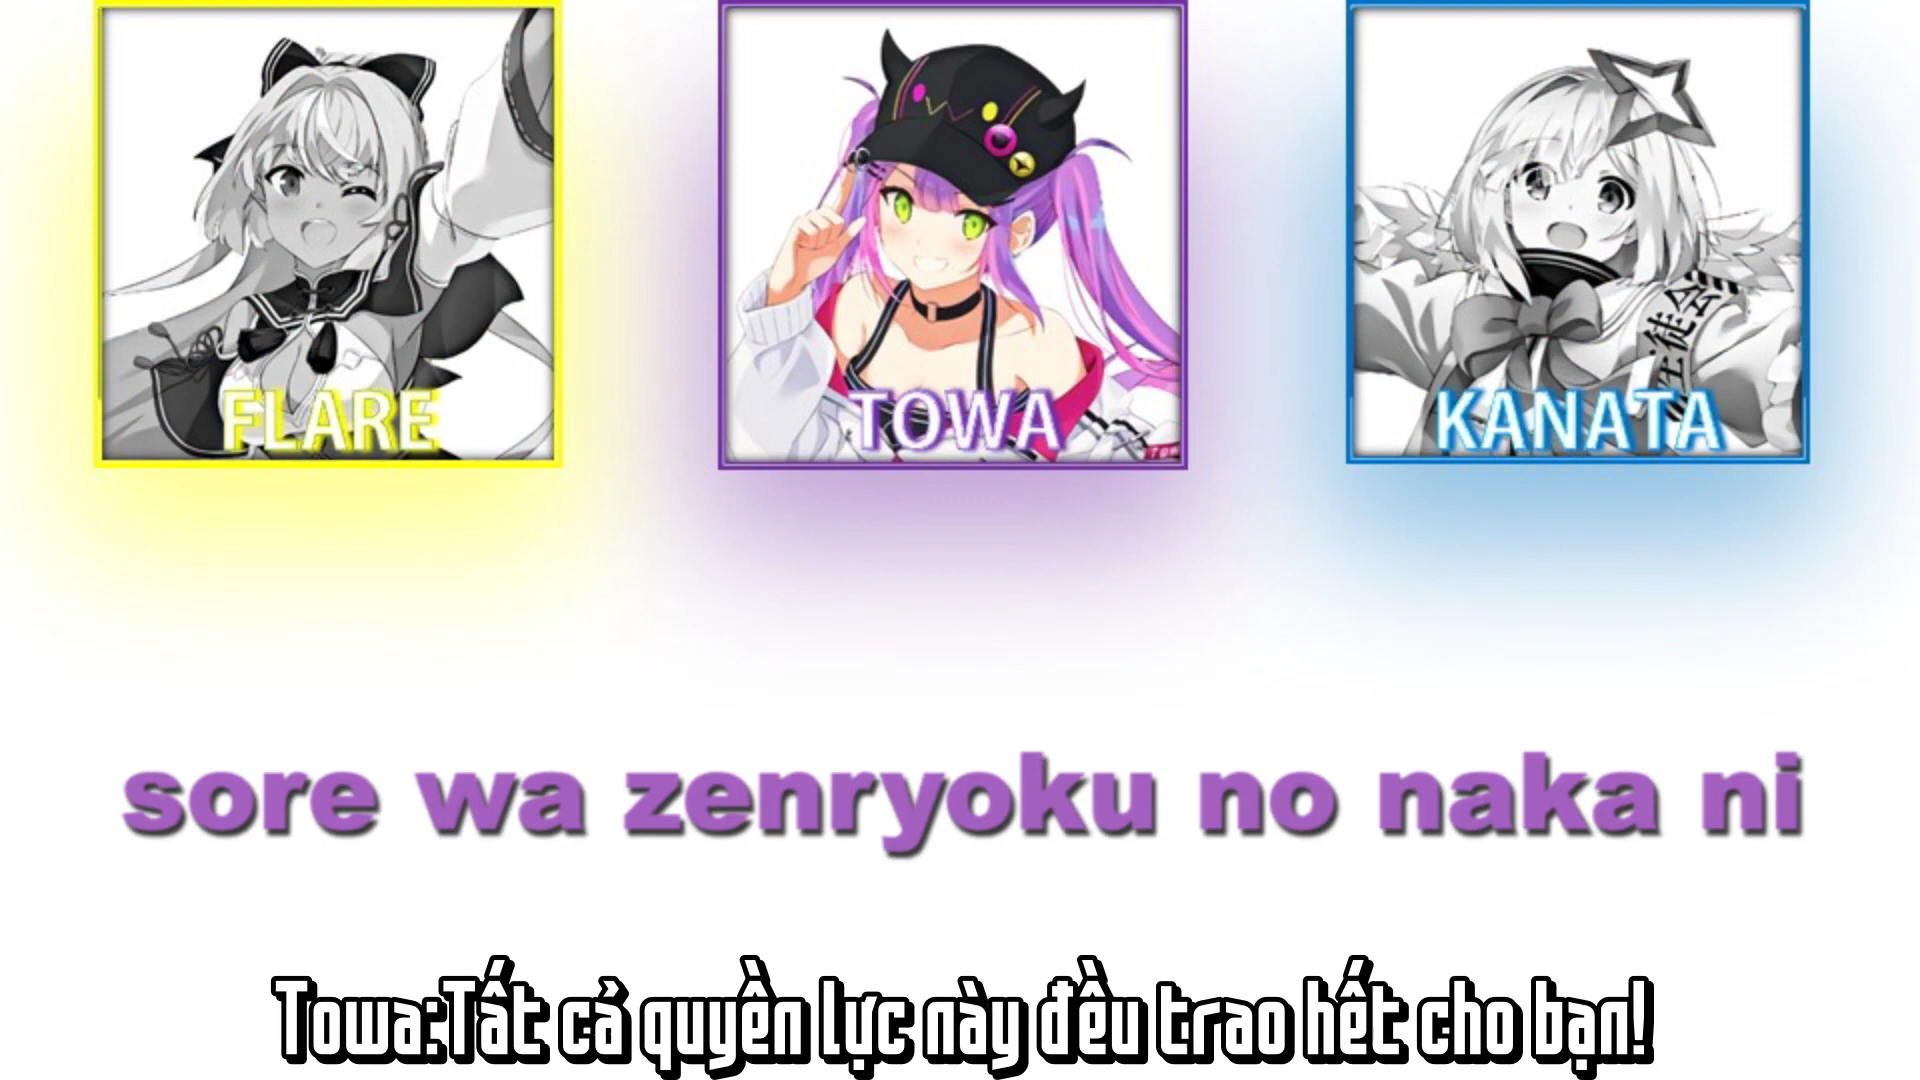 FLARE
TOWA
KANATA
sore wa zenryoku no naka ni
Towa:Tất cả quyền lực này đều trao hết cho bạn!